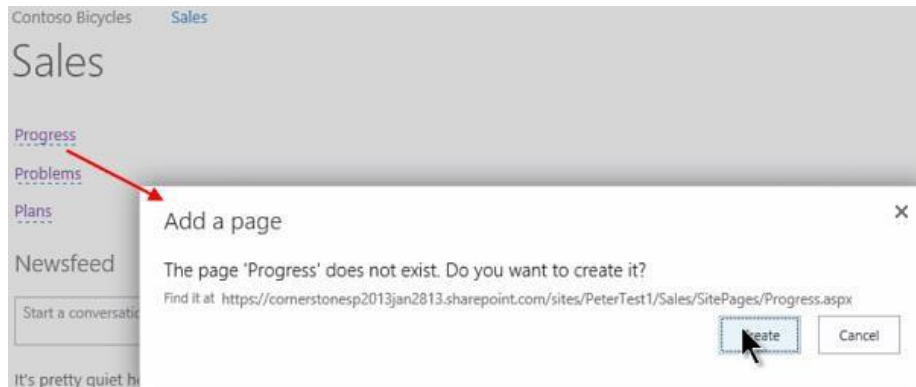 Contoso Bicycles Sales
Sales
Progress
Problems
Plans
Add a page
The page 'Progress' does not exist. Do you want to create it?
Find it at https://cornerstonesp2013jan2813.sharepoint.com/sites/PeterTest1/Sales/SitePages/Progress.aspx
Create Cancel
Newsfeed
Start a
It's pretty quiet